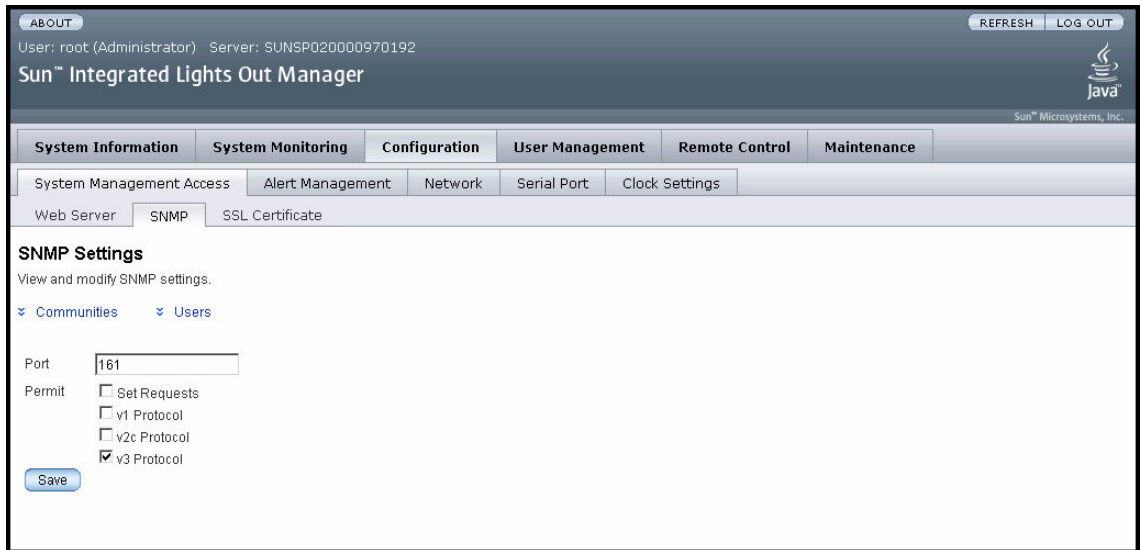 ABOUT REFRESH LOG OUT
User: root (Administrator) Server: SUNSP020000970192
Sun™ Integrated Lights Out Manager
Java™
Sun™ Microsystems, Inc.
System Information System Monitoring Configuration User Management Remote Control Maintenance
System Management Access Alert Management Network Serial Port Clock Settings
Web Server SNMP SSL Certificate
SNMP Settings
View and modify SNMP settings.
Communities Users
Port 161
Permit Set Requests
v1 Protocol
v2c Protocol
v3 Protocol
Save